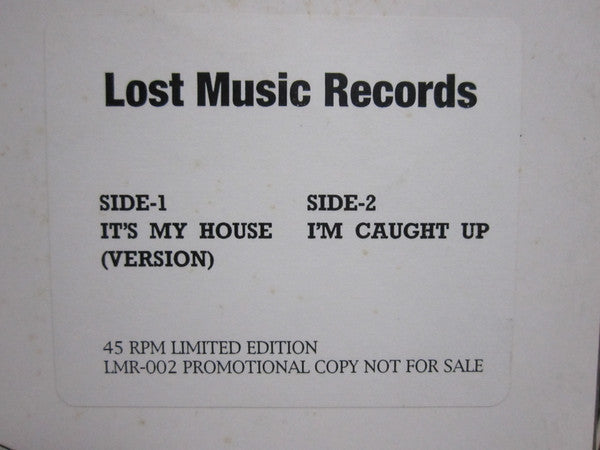 Lost Music Records
SIDE-1
IT'S MY HOUSE
(VERSION)
SIDE-2
I'M CAUGHT UP
45 RPM LIMITED EDITION
LMR-002 PROMOTIONAL COPY NOT FOR SALE